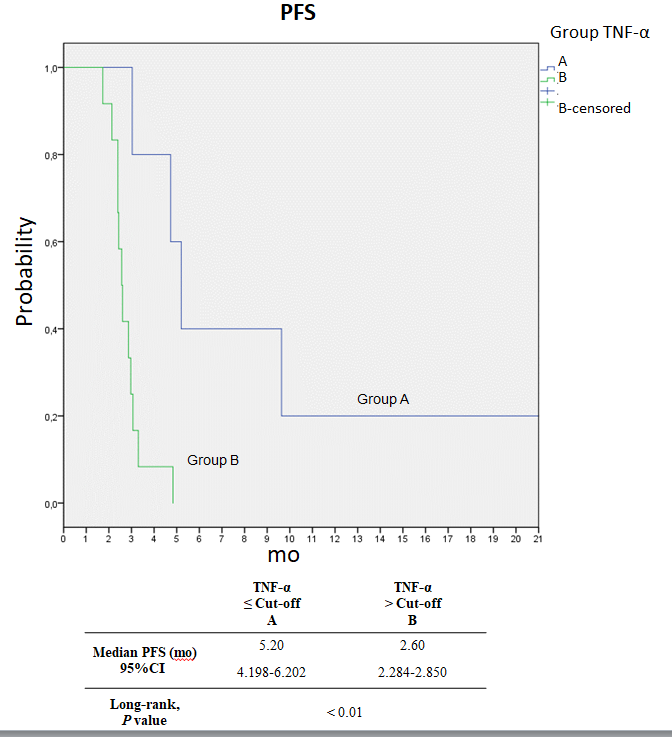 PFS
Group TNF-α
A
B
.
B-censored
Probability
1,0
0,8
0,6
0,4
0,2
0,0
Group A
Group B
0 1 2 3 4 5 6 7 8 9 10 11 12 13 14 15 16 17 18 19 20 21
mo
TNF-α TNF-α
≤ Cut-off > Cut-off
A B
Median PFS (mo) 5.20 2.60
95%CI 4.198-6.202 2.284-2.850
Long-rank,
P value < 0.01